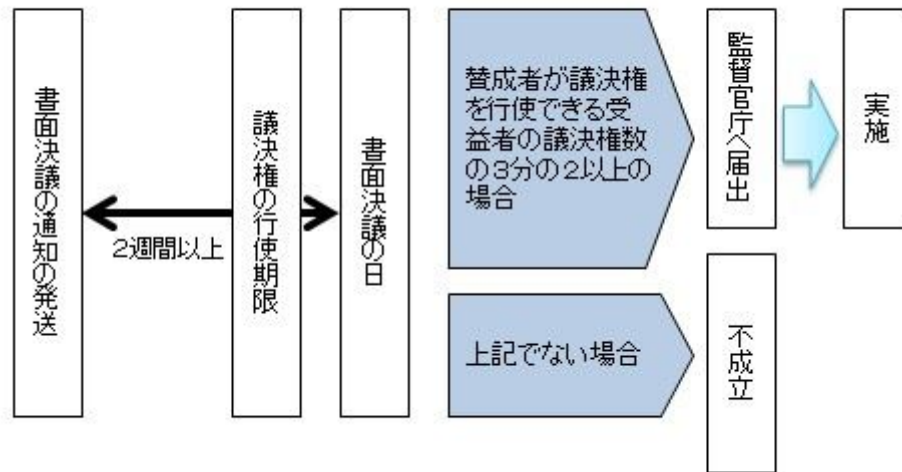 書面決議の通知の発送
2週間以上
議決権の行使期限
書面決議の日
賛成者が議決権
を行使できる受
益者の議決権数
の3分の2以上の
場合
監督官庁へ届出
実施
上記でない場合
不成立